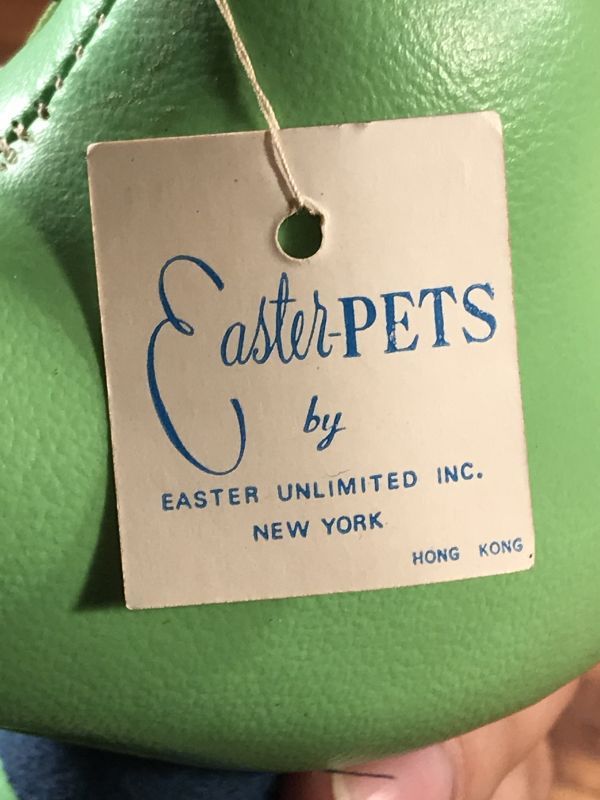 Easter-PETS
by
EASTER UNLIMITED INC.
NEW YORK
HONG KONG